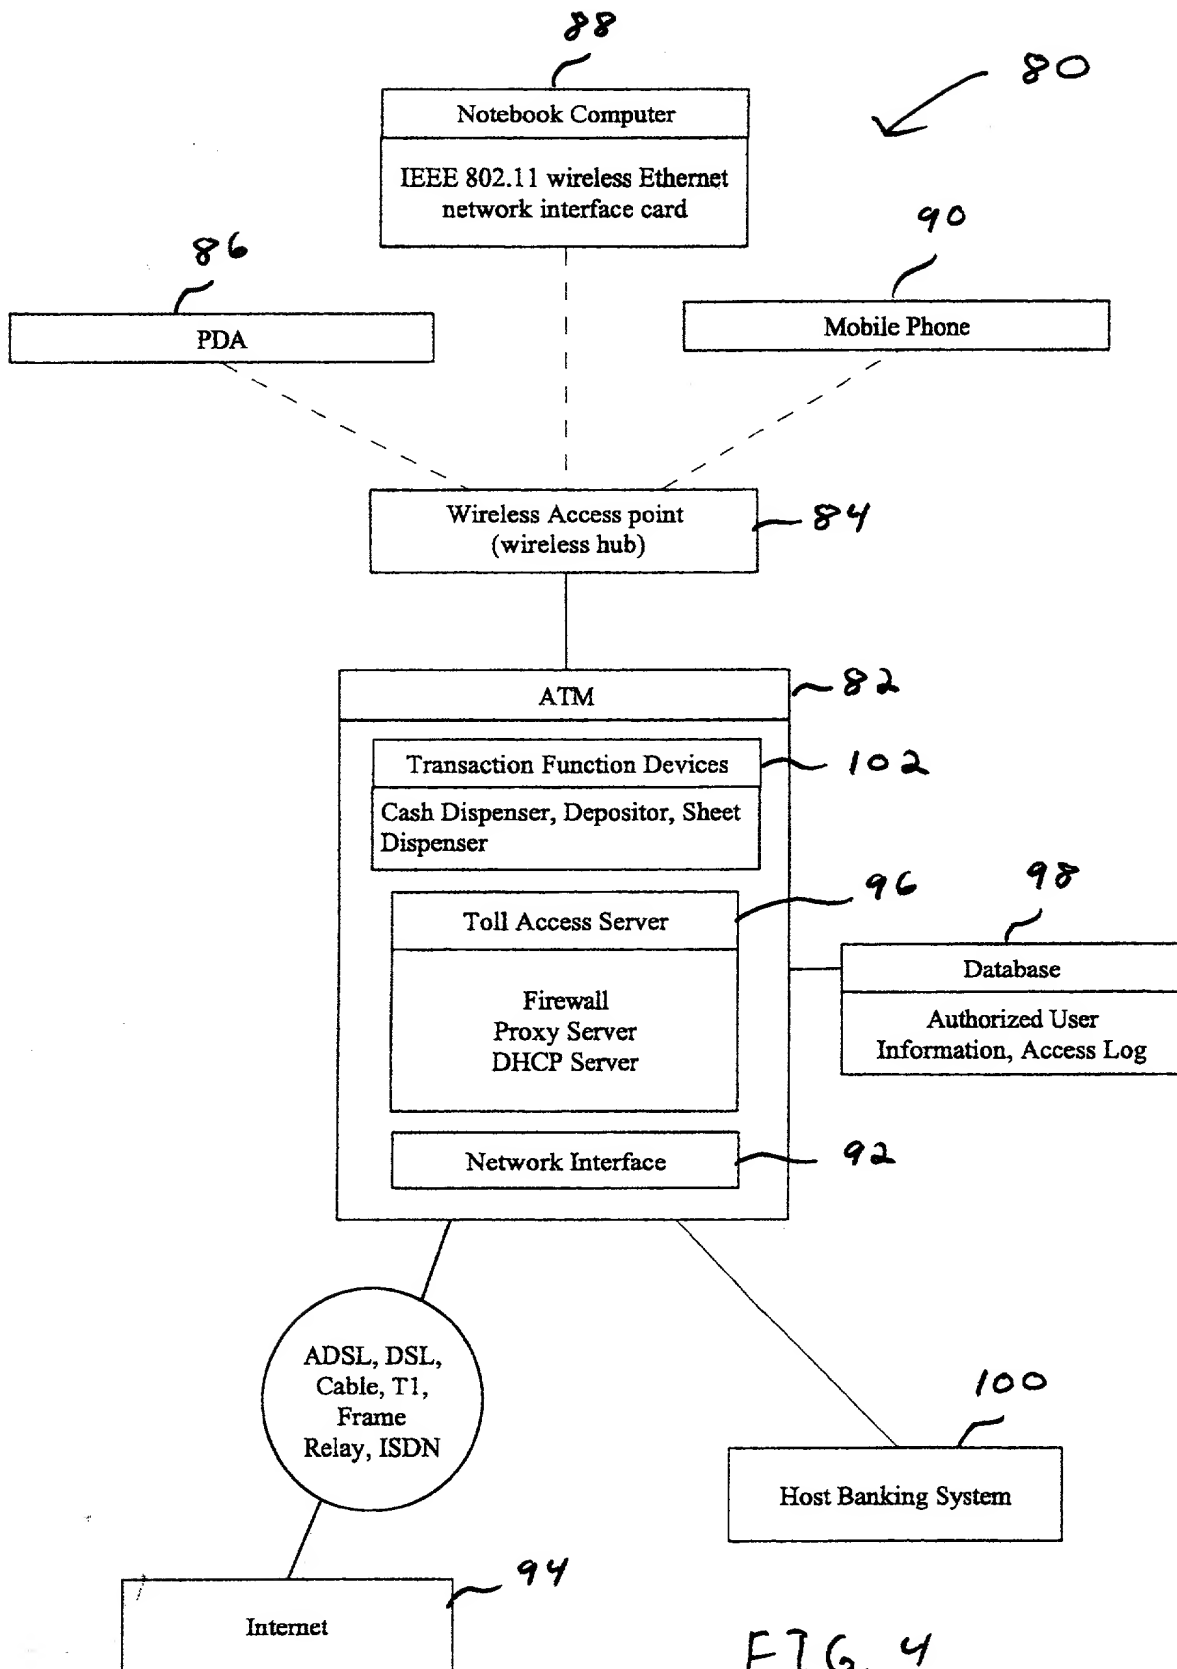 88
80
Notebook Computer
IEEE 802.11 wireless Ethernet
network interface card
90
86
PDA
Mobile Phone
Wireless Access point
(wireless hub)
84
ATM
82
Transaction Function Devices
102
Cash Dispenser, Depositor, Sheet
Dispenser
96
98
Toll Access Server
Database
Firewall
Proxy Server
DHCP Server
Authorized User
Information, Access Log
Network Interface
92
ADSL, DSL,
Cable, T1,
Frame
Relay, ISDN
100
Host Banking System
94
Internet
FIG. 4